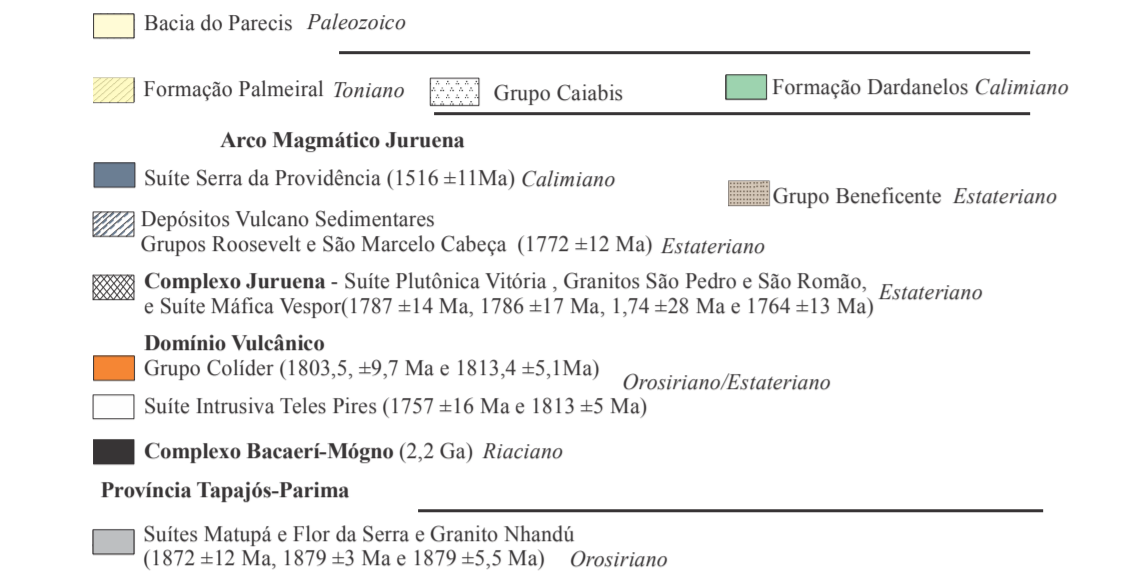 Bacia do Parecis Paleozoico
Formação Palmeiral Toniano Grupo Caiabis Formação Dardanelos Calimiano
Arco Magmático Juruena
Suíte Serra da Providência (1516 ±11Ma) Calimiano
Grupo Beneficente Estateriano
Depósitos Vulcano Sedimentares
Grupos Roosevelt e São Marcelo Cabeça (1772 ±12 Ma) Estateriano
Complexo Juruena - Suíte Plutônica Vitória , Granitos São Pedro e São Romão,
e Suíte Máfica Vespor(1787 ±14 Ma, 1786 ±17 Ma, 1,74 ±28 Ma e 1764 ±13 Ma) Estateriano
Domínio Vulcânico
Grupo Colíder (1803,5, ±9,7 Ma e 1813,4 ±5,1Ma)
Orosiriano/Estateriano
Suíte Intrusiva Teles Pires (1757 ±16 Ma e 1813 ±5 Ma)
Complexo Bacaerí-Mógno (2,2 Ga) Riaciano
Província Tapajós-Parima
Suítes Matupá e Flor da Serra e Granito Nhandú
(1872 ±12 Ma, 1879 ±3 Ma e 1879 ±5,5 Ma) Orosiriano